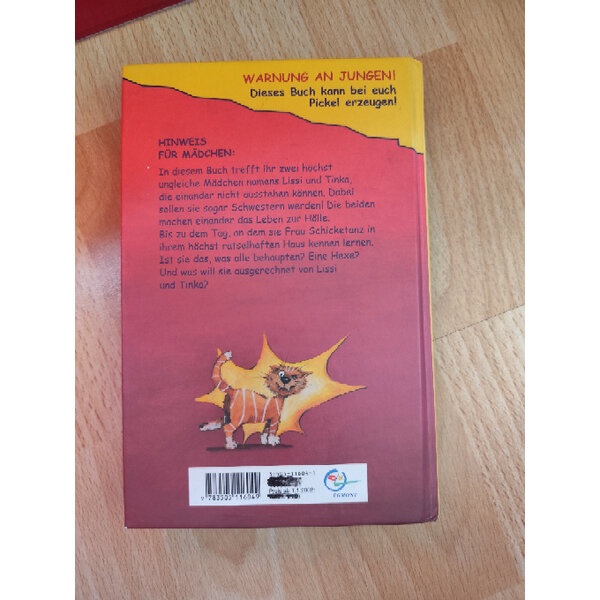 WARNUNG AN JUNGEN!
Dieses Buch kann bei euch
Pickel erzeugen!
HINWEIS
FÜR MÄDCHEN:
In diesem Buch trefft ihr zwei höchst
ungleiche Mädchen namens Lissi und Tinka,
die einander nicht ausstehen können. Dabei
sollen sie sogar Schwestern werden! Die beiden
machen einander das Leben zur Hölle.
Bis zu dem Tag, an dem sie Frau Schicketanz in
ihrem höchst rätselhaften Haus kennen lernen.
Ist sie das, was alle behaupten? Eine Hexe?
Und was will sie ausgerechnet von Lissi
und Tinka?
9 783505 116049
EGMONT